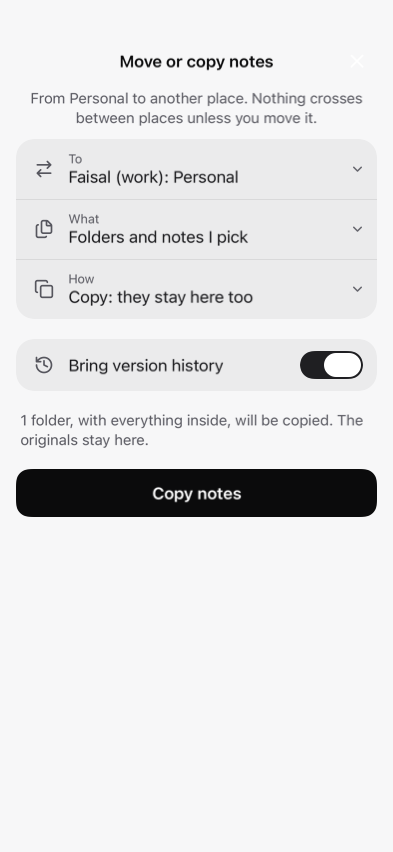 Move or copy notes
From Personal to another place. Nothing crosses
between places unless you move it.
To
Faisal (work): Personal
What
Folders and notes I pick
How
Copy: they stay here too
Bring version history
1 folder, with everything inside, will be copied. The
originals stay here.
Copy notes